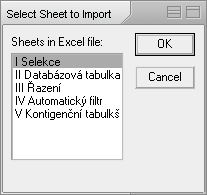 Select Sheet to Import
Sheets in Excel file:
I Selekce
II Databázová tabulka
III Řazení
IV Automatický filtr
V Kontigenční tabulkš
OK
Cancel